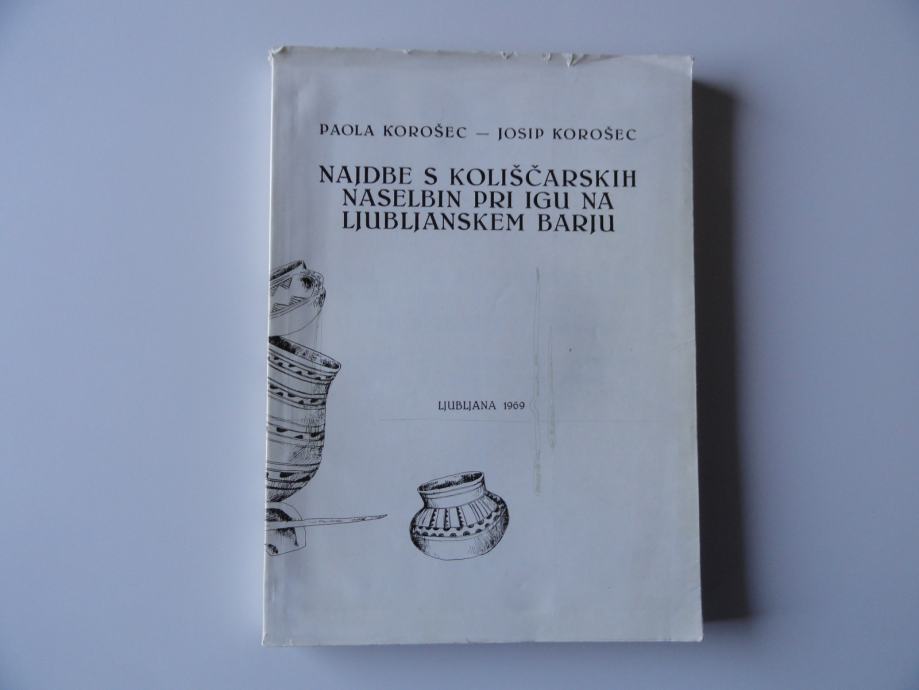 PAOLA KOROŠEC — JOSIP KOROŠEC
NAJDBE S KOLIŠČARSKIH
NASELBIN PRI IGU NA
LJUBLJANSKEM BARJU
LJUBLJANA 1969